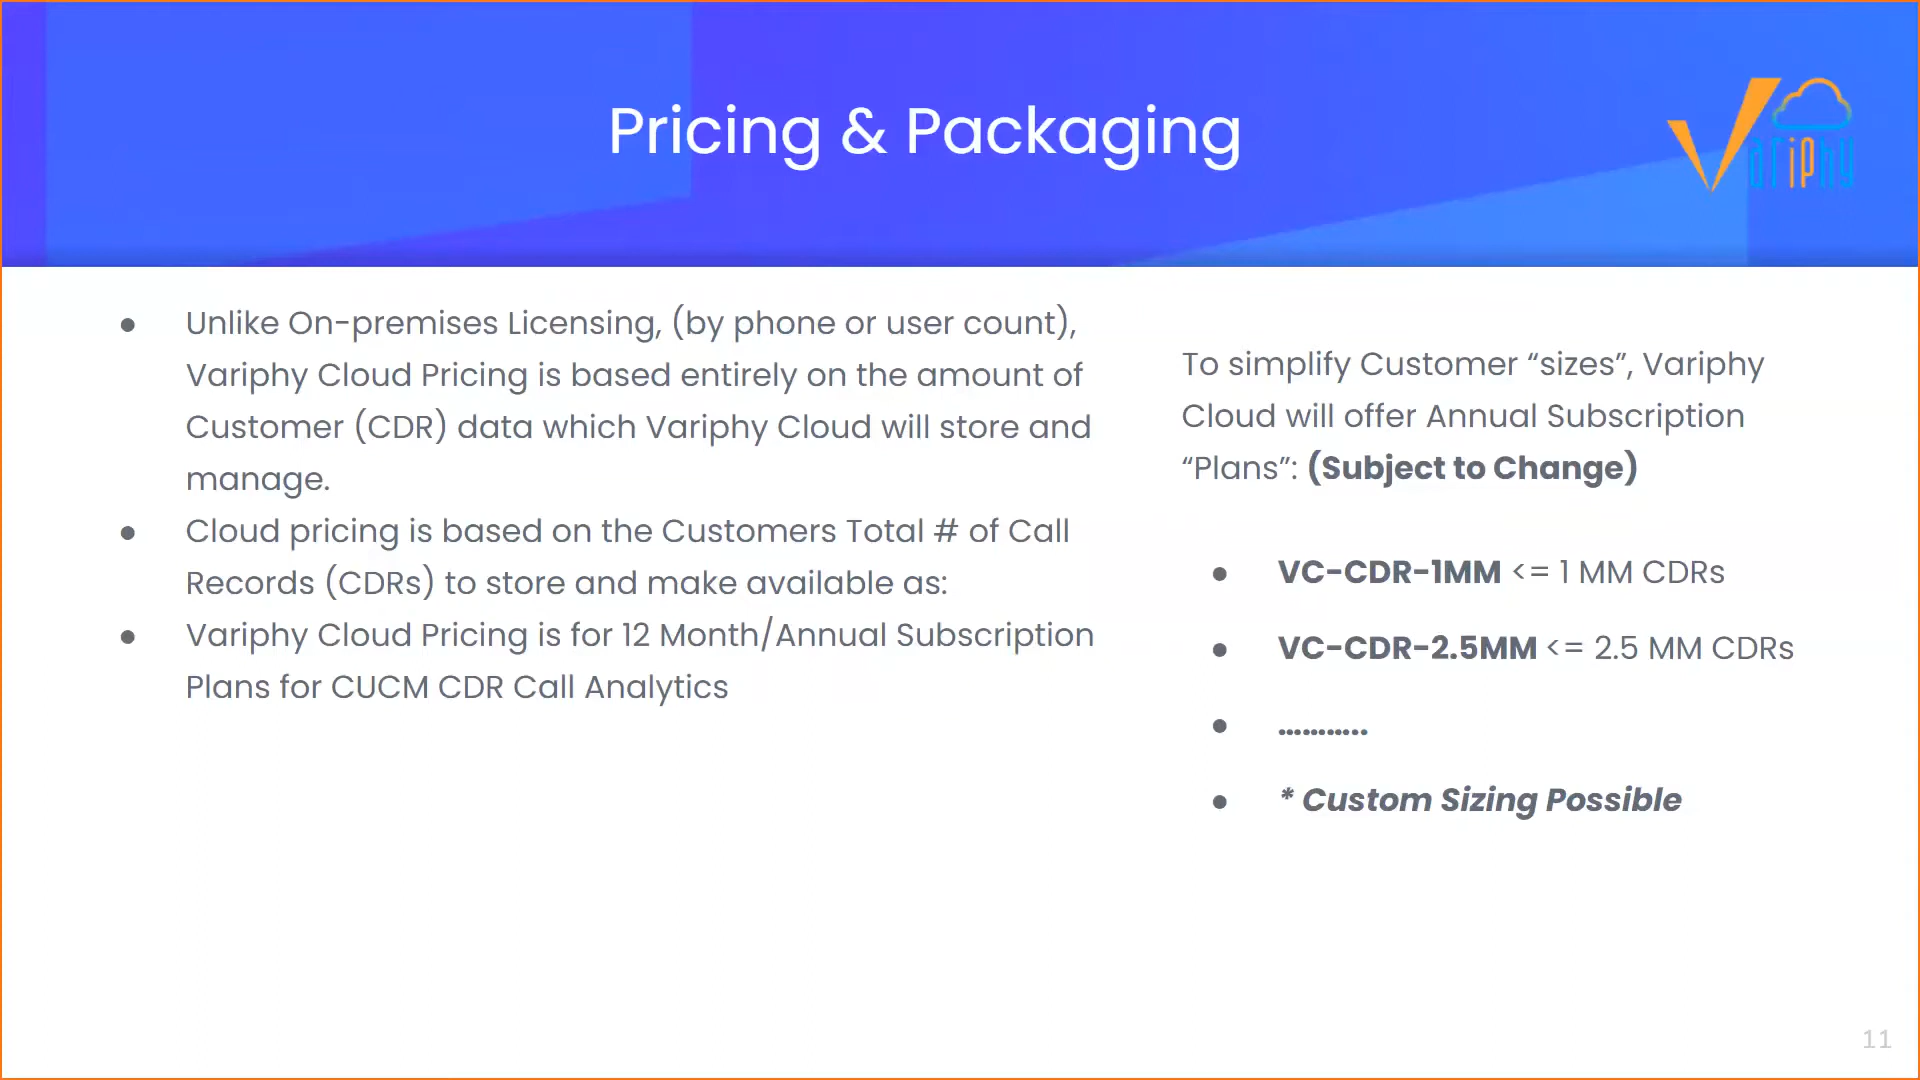 Pricing & Packaging
Variphy
● Unlike On-premises Licensing, (by phone or user count),
Variphy Cloud Pricing is based entirely on the amount of
Customer (CDR) data which Variphy Cloud will store and
manage.
● Cloud pricing is based on the Customers Total # of Call
Records (CDRs) to store and make available as:
● Variphy Cloud Pricing is for 12 Month/Annual Subscription
Plans for CUCM CDR Call Analytics
To simplify Customer “sizes”, Variphy
Cloud will offer Annual Subscription
“Plans”: (Subject to Change)
● VC-CDR-1MM <= 1 MM CDRs
● VC-CDR-2.5MM <= 2.5 MM CDRs
● ...........
● * Custom Sizing Possible
11